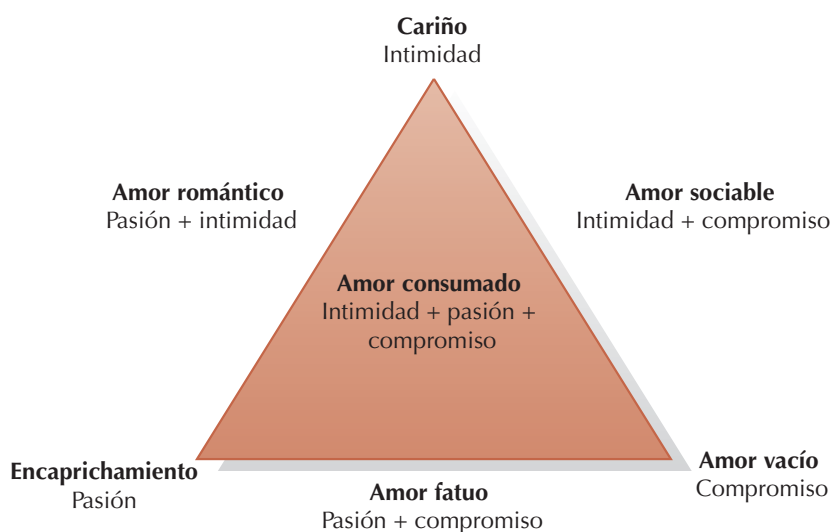 Cariño
Intimidad
Amor romántico
Pasión + intimidad
Amor sociable
Intimidad + compromiso
Amor consumado
Intimidad + pasión +
compromiso
Encaprichamiento
Pasión
Amor fatuo
Pasión + compromiso
Amor vacío
Compromiso